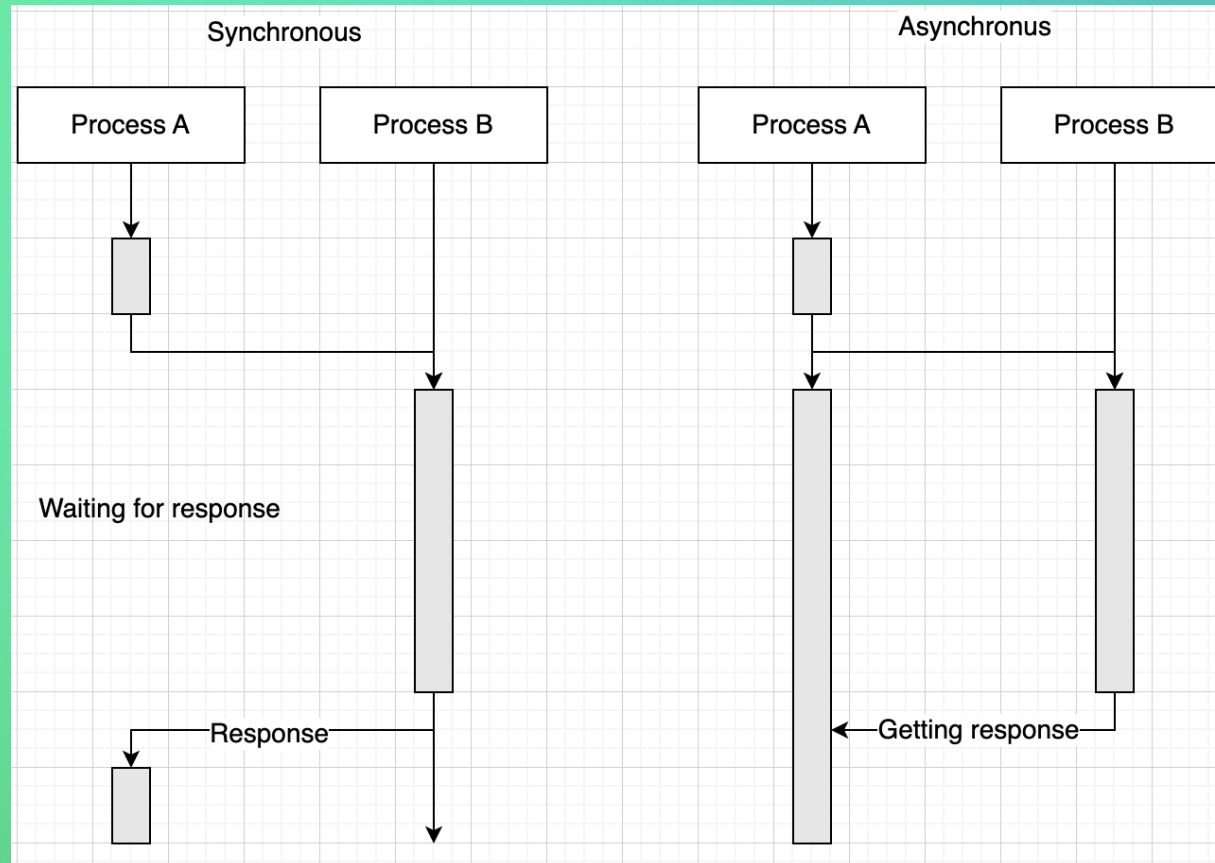 Synchronous
Asynchronus
Process A
Process B
Process A
Process B
Waiting for response
Response
Getting response